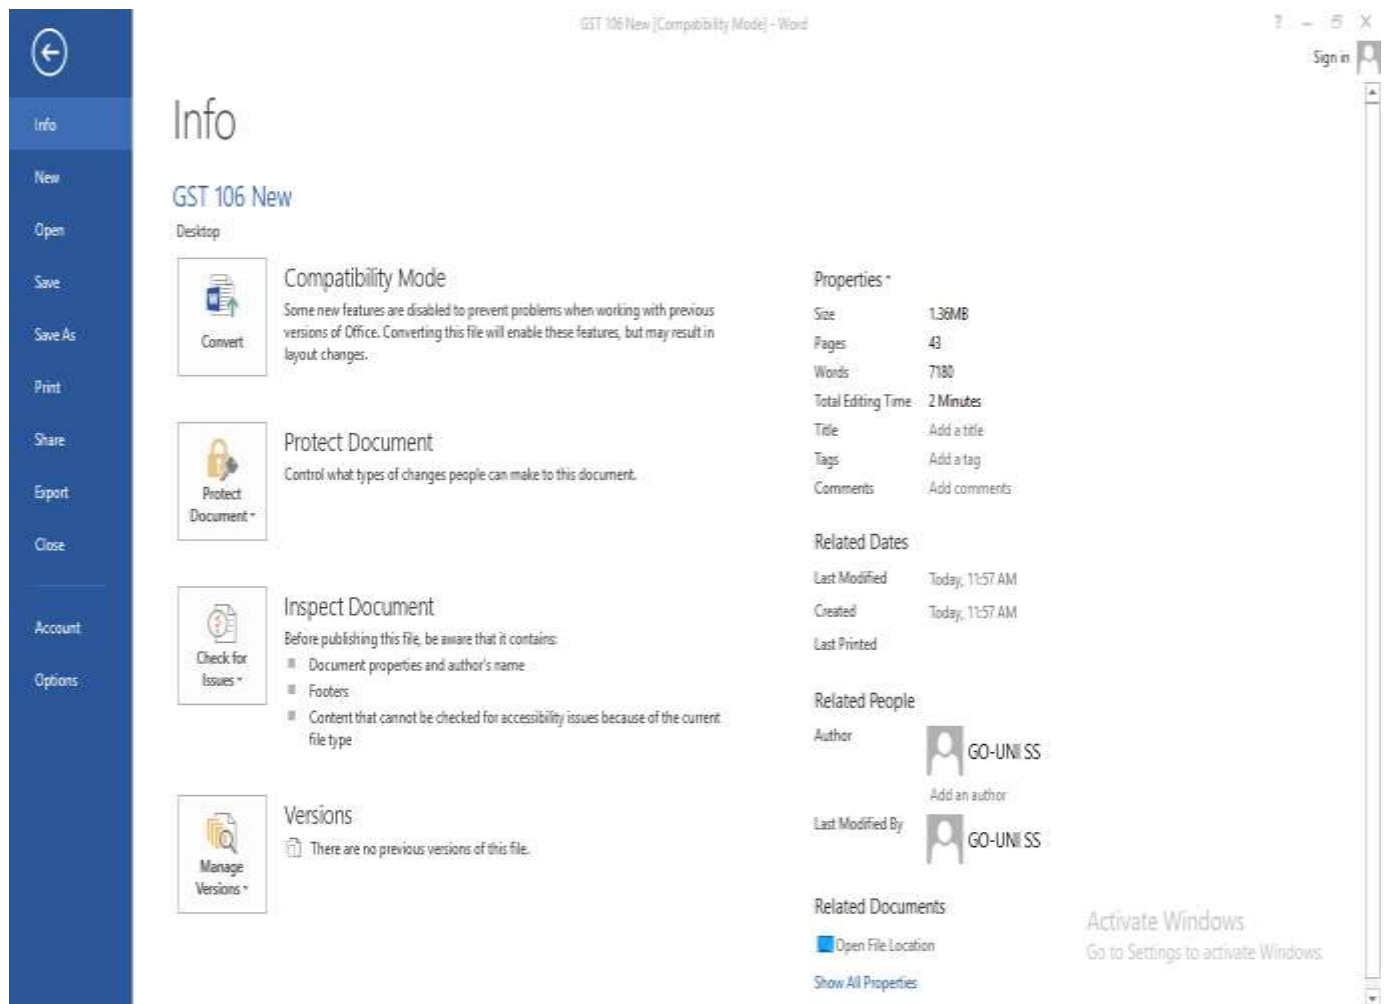 GST 106 New [Compatibility Mode] - Word
?
Sign in
Info
New
Open
Save
Save As
Print
Share
Export
Close
Account
Options
Info
GST 106 New
Desktop
Convert
Compatibility Mode
Some new features are disabled to prevent problems when working with previous
versions of Office. Converting this file will enable these features, but may result in
layout changes.
Protect
Document
Protect Document
Control what types of changes people can make to this document.
Check for
Issues
Inspect Document
Before publishing this file, be aware that it contains:
Document properties and author's name
Footers
Content that cannot be checked for accessibility issues because of the current
file type
Manage
Versions
Versions
There are no previous versions of this file.
Properties
Size 1.36MB
Pages 43
Words 7180
Total Editing Time 2 Minutes
Title Add a title
Tags Add a tag
Comments Add comments
Related Dates
Last Modified Today, 11:57 AM
Created Today, 11:57 AM
Last Printed
Related People
Author GO-UNI SS
Add an author
Last Modified By GO-UNI SS
Related Documents
Open File Location
Show All Properties
Activate Windows
Go to Settings to activate Windows.